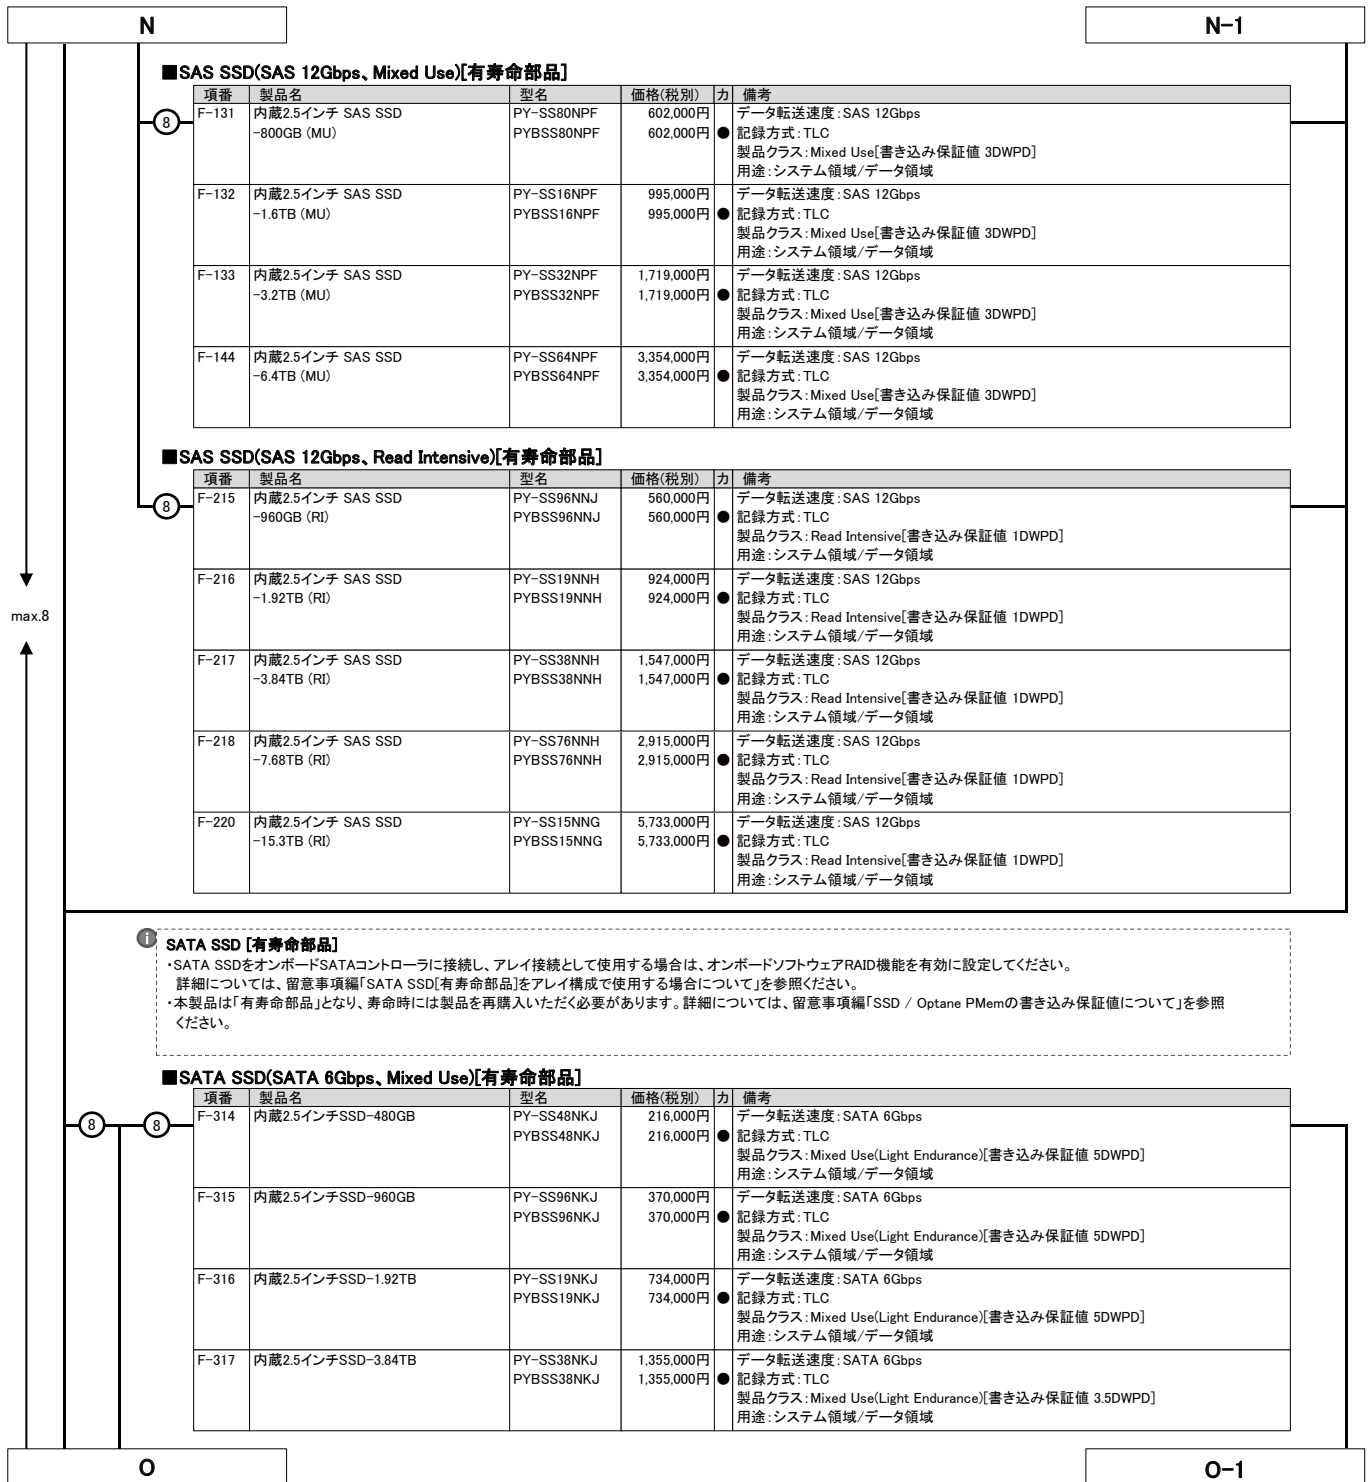 N
N-1
■SAS SSD(SAS 12Gbps、Mixed Use)[有寿命部品]
項番 製品名 型名 価格(税別) カ 備考
F-131 内蔵2.5インチ SAS SSD PY-SS80NPF 602,000円 データ転送速度:SAS 12Gbps
8
-800GB (MU) PYBSS80NPF 602,000円 ● 記録方式:TLC
製品クラス:Mixed Use[書き込み保証値 3DWPD]
用途:システム領域/データ領域
F-132 内蔵2.5インチ SAS SSD PY-SS16NPF 995,000円 データ転送速度:SAS 12Gbps
-1.6TB (MU) PYBSS16NPF 995,000円 ● 記録方式:TLC
製品クラス:Mixed Use[書き込み保証値 3DWPD]
用途:システム領域/データ領域
F-133 内蔵2.5インチ SAS SSD PY-SS32NPF 1,719,000円 データ転送速度:SAS 12Gbps
-3.2TB (MU) PYBSS32NPF 1,719,000円 ● 記録方式:TLC
製品クラス:Mixed Use[書き込み保証値 3DWPD]
用途:システム領域/データ領域
F-144 内蔵2.5インチ SAS SSD PY-SS64NPF 3,354,000円 データ転送速度:SAS 12Gbps
-6.4TB (MU) PYBSS64NPF 3,354,000円 ● 記録方式:TLC
製品クラス:Mixed Use[書き込み保証値 3DWPD]
用途:システム領域/データ領域
■SAS SSD(SAS 12Gbps、Read Intensive)[有寿命部品]
項番 製品名 型名 価格(税別) カ 備考
F-215 内蔵2.5インチ SAS SSD PY-SS96NNJ 560,000円 データ転送速度:SAS 12Gbps
8
-960GB (RI) PYBSS96NNJ 560,000円 ● 記録方式:TLC
製品クラス:Read Intensive[書き込み保証値 1DWPD]
用途:システム領域/データ領域
F-216 内蔵2.5インチ SAS SSD PY-SS19NNH 924,000円 データ転送速度:SAS 12Gbps
-1.92TB (RI) PYBSS19NNH 924,000円 ● 記録方式:TLC
製品クラス:Read Intensive[書き込み保証値 1DWPD]
用途:システム領域/データ領域
max.8
F-217 内蔵2.5インチ SAS SSD PY-SS38NNH 1,547,000円 データ転送速度:SAS 12Gbps
-3.84TB (RI) PYBSS38NNH 1,547,000円 ● 記録方式:TLC
製品クラス:Read Intensive[書き込み保証値 1DWPD]
用途:システム領域/データ領域
F-218 内蔵2.5インチ SAS SSD PY-SS76NNH 2,915,000円 データ転送速度:SAS 12Gbps
-7.68TB (RI) PYBSS76NNH 2,915,000円 ● 記録方式:TLC
製品クラス:Read Intensive[書き込み保証値 1DWPD]
用途:システム領域/データ領域
F-220 内蔵2.5インチ SAS SSD PY-SS15NNG 5,733,000円 データ転送速度:SAS 12Gbps
-15.3TB (RI) PYBSS15NNG 5,733,000円 ● 記録方式:TLC
製品クラス:Read Intensive[書き込み保証値 1DWPD]
用途:システム領域/データ領域
i SATA SSD [有寿命部品]
・SATA SSDをオンボードSATAコントローラに接続し、アレイ接続として使用する場合は、オンボードソフトウェアRAID機能を有効に設定してください。
詳細については、留意事項編「SATA SSD[有寿命部品]をアレイ構成で使用する場合について」を参照ください。
・本製品は「有寿命部品」となり、寿命時には製品を再購入いただく必要があります。詳細については、留意事項編「SSD / Optane PMemの書き込み保証値について」を参照
ください。
■SATA SSD(SATA 6Gbps、Mixed Use)[有寿命部品]
項番 製品名 型名 価格(税別) カ 備考
F-314 内蔵2.5インチSSD-480GB PY-SS48NKJ 216,000円 データ転送速度:SATA 6Gbps
8 8
PYBSS48NKJ 216,000円 ● 記録方式:TLC
製品クラス:Mixed Use(Light Endurance)[書き込み保証値 5DWPD]
用途:システム領域/データ領域
F-315 内蔵2.5インチSSD-960GB PY-SS96NKJ 370,000円 データ転送速度:SATA 6Gbps
PYBSS96NKJ 370,000円 ● 記録方式:TLC
製品クラス:Mixed Use(Light Endurance)[書き込み保証値 5DWPD]
用途:システム領域/データ領域
F-316 内蔵2.5インチSSD-1.92TB PY-SS19NKJ 734,000円 データ転送速度:SATA 6Gbps
PYBSS19NKJ 734,000円 ● 記録方式:TLC
製品クラス:Mixed Use(Light Endurance)[書き込み保証値 5DWPD]
用途:システム領域/データ領域
F-317 内蔵2.5インチSSD-3.84TB PY-SS38NKJ 1,355,000円 データ転送速度:SATA 6Gbps
PYBSS38NKJ 1,355,000円 ● 記録方式:TLC
製品クラス:Mixed Use(Light Endurance)[書き込み保証値 3.5DWPD]
用途:システム領域/データ領域
O
O-1